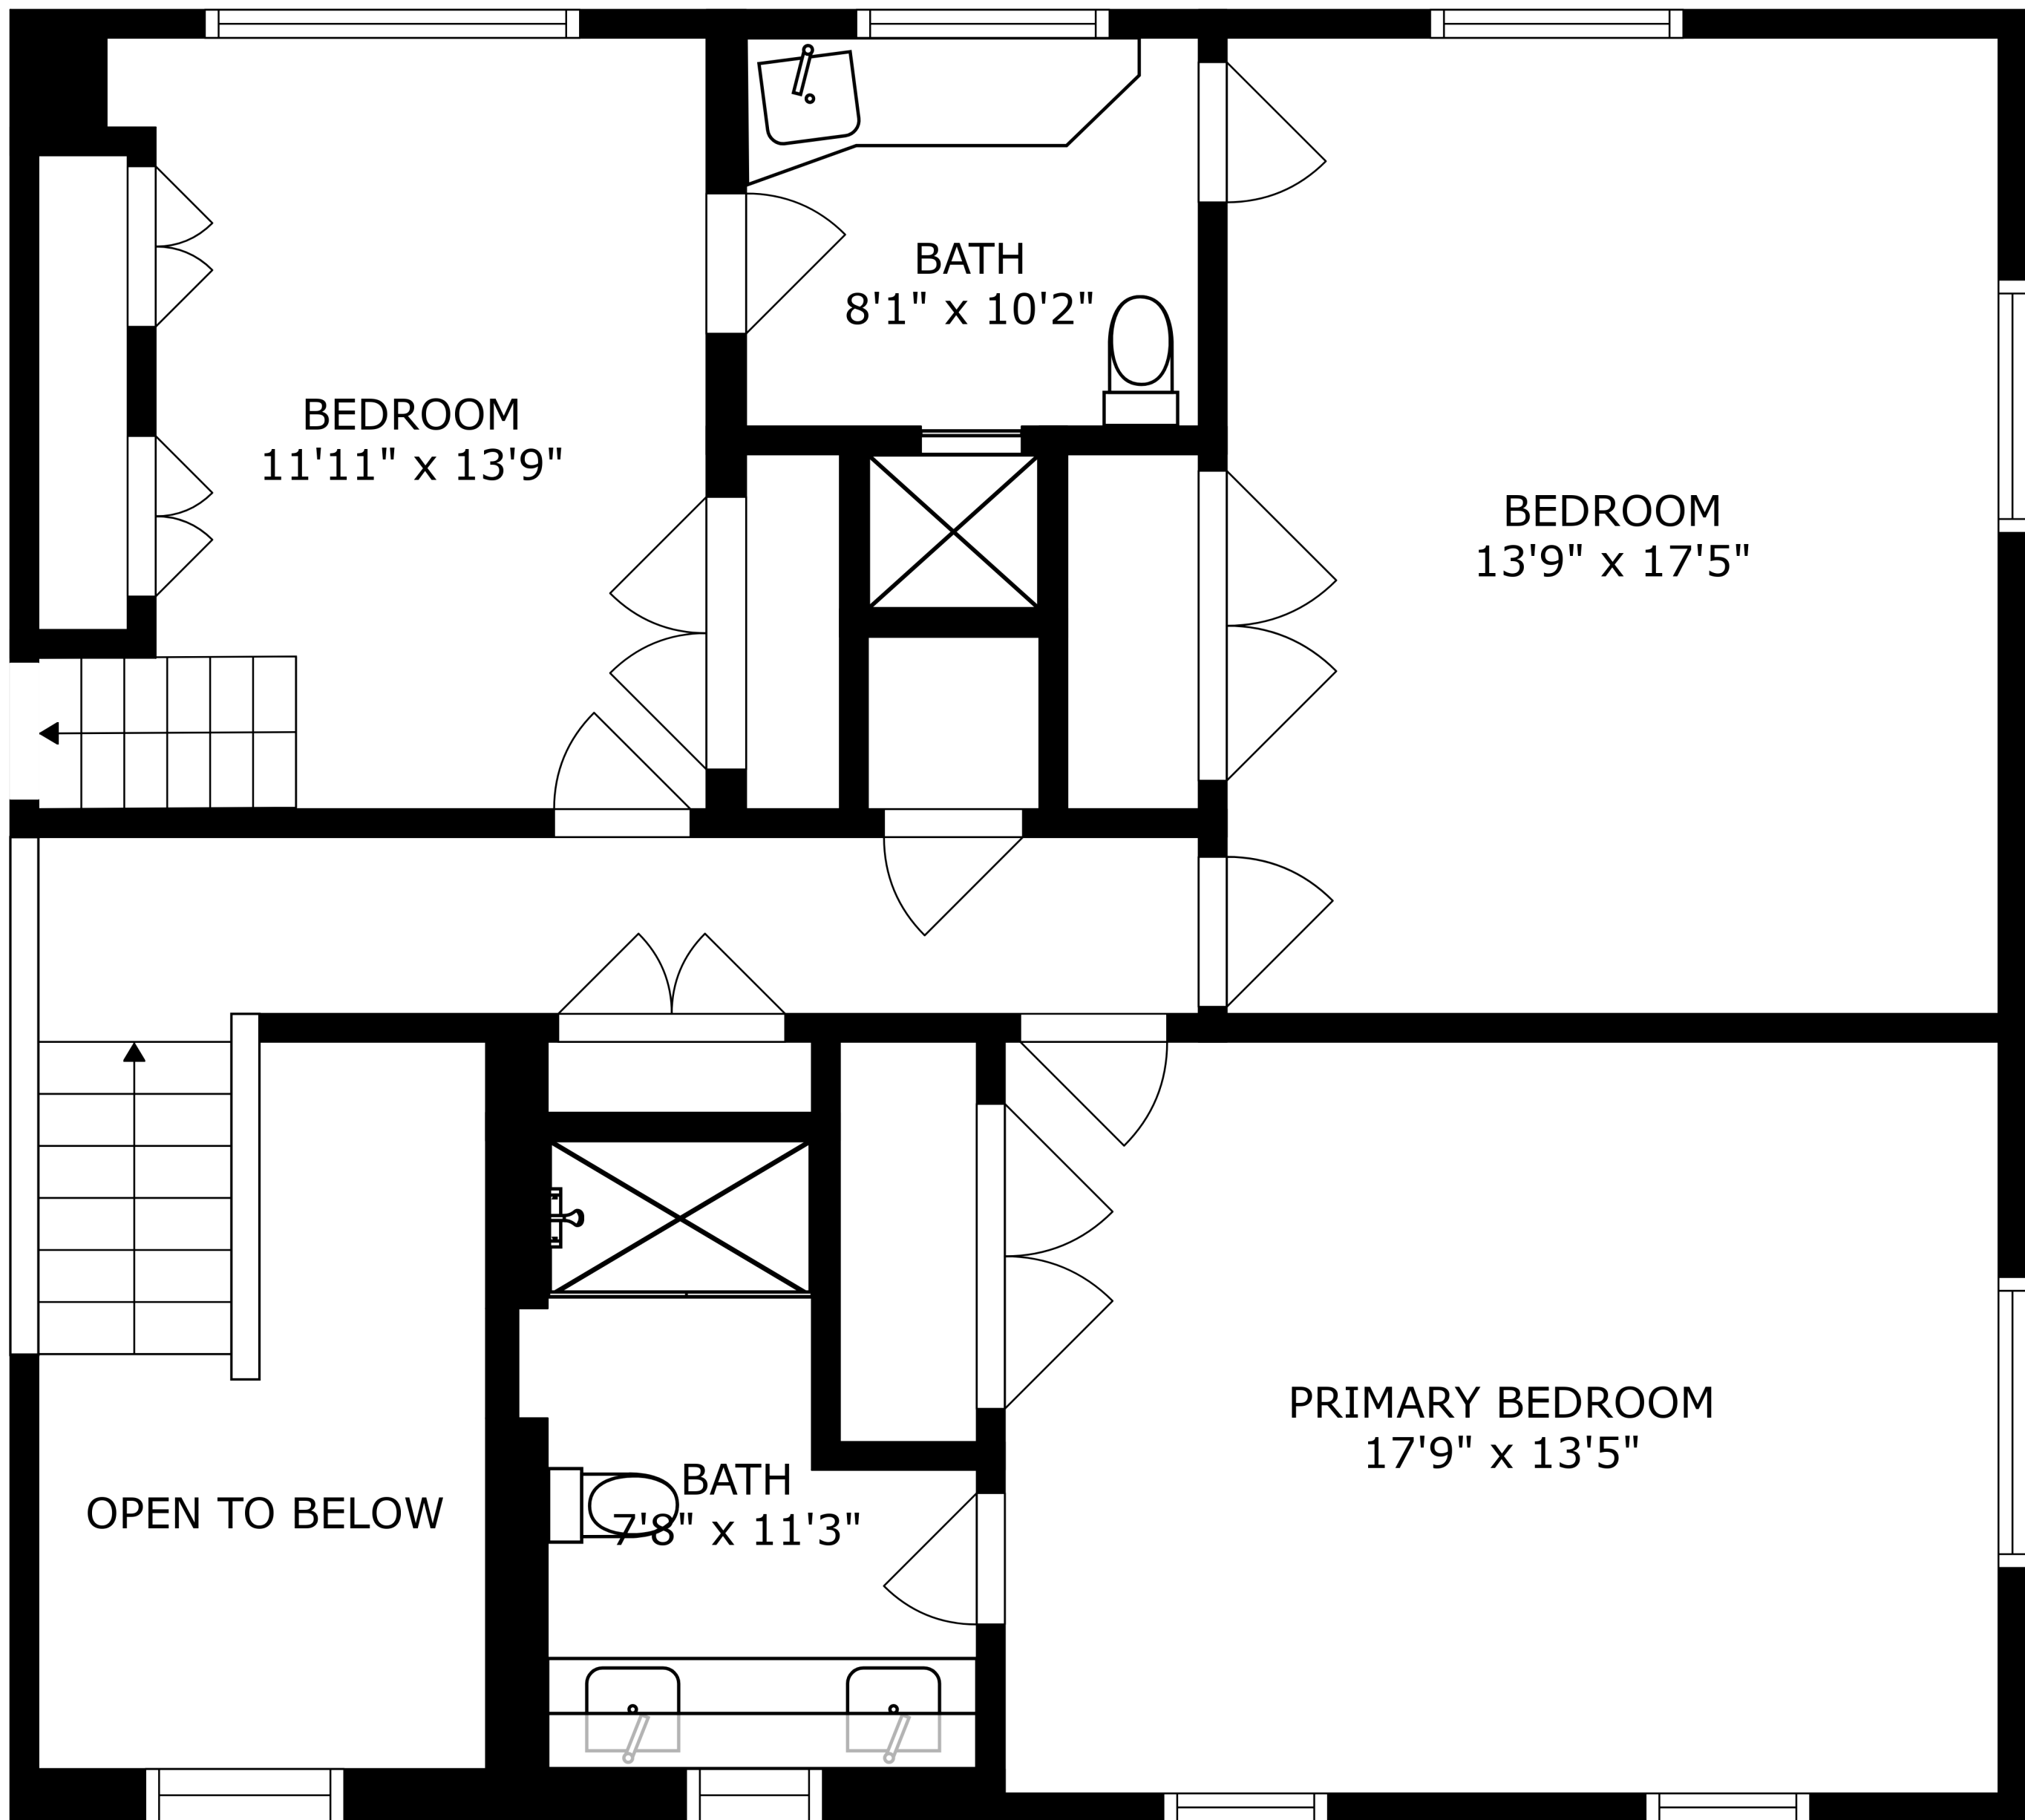 BATH
8'1" x 10'2"
BEDROOM
11'11" x 13'9"
BEDROOM
13'9" x 17'5"
PRIMARY BEDROOM
17'9" x 13'5"
BATH
7'8" x 11'3"
OPEN TO BELOW